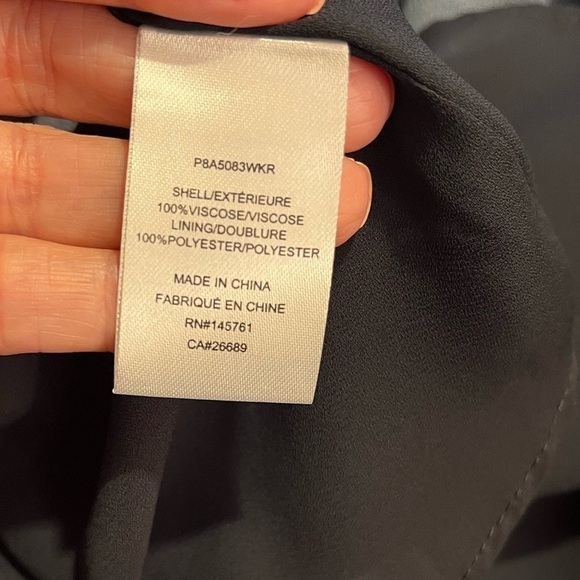 P8A5083WKR
SHELL/EXTÉRIEURE
100%VISCOSE/VISCOSE
LINING/DOUBLURE
100%POLYESTER/POLYESTER
MADE IN CHINA
FABRIQUÉ EN CHINE
RN#145761
CA#26689